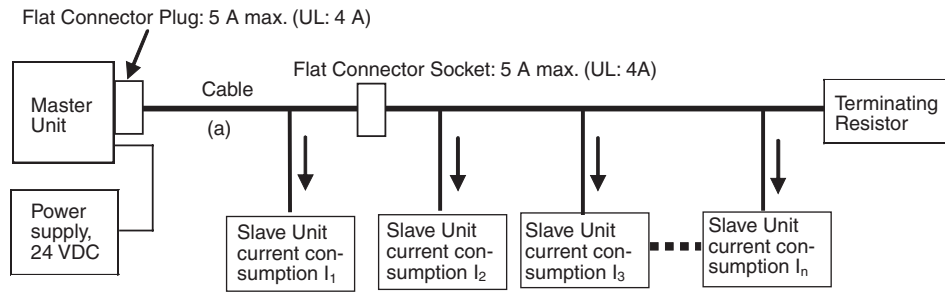 Flat Connector Plug: 5 A max. (UL: 4 A)
Flat Connector Socket: 5 A max. (UL: 4A)
Master
Unit
Cable
(a)
Terminating
Resistor
Power
supply,
24 VDC
Slave Unit
current con-
sumption I1
Slave Unit
current con-
sumption I2
Slave Unit
current con-
sumption I3
Slave Unit
current con-
sumption In